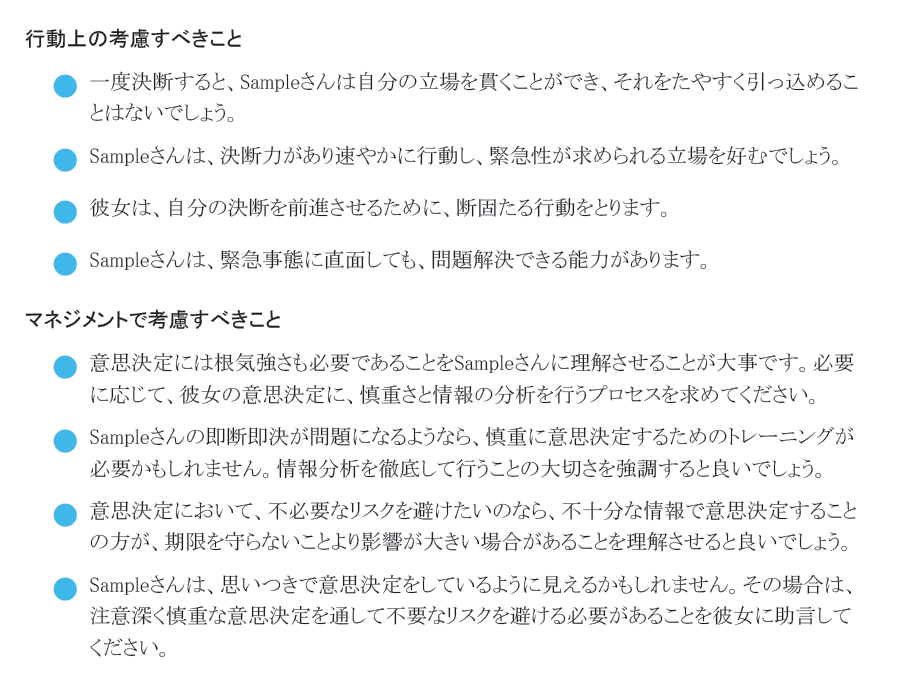 行動上の考慮すべきこと
一度決断すると、Sampleさんは自分の立場を貫くことができ、それをたやすく引っ込めるこ
とはないでしょう。
Sampleさんは、決断力があり速やかに行動し、緊急性が求められる立場を好むでしょう。
彼女は、自分の決断を前進させるために、断固たる行動をとります。
Sampleさんは、緊急事態に直面しても、問題解決できる能力があります。
マネジメントで考慮すべきこと
意思決定には根気強さも必要であることをSampleさんに理解させることが大事です。必要
に応じて、彼女の意思決定に、慎重さと情報の分析を行うプロセスを求めてください。
Sampleさんの即断即決が問題になるようなら、慎重に意思決定するためのトレーニングが
必要かもしれません。情報分析を徹底して行うことの大切さを強調すると良いでしょう。
意思決定において、不必要なリスクを避けたいのなら、不十分な情報で意思決定すること
の方が、期限を守らないことより影響が大きい場合があることを理解させると良いでしょう。
Sampleさんは、思いつきで意思決定をしているように見えるかもしれません。その場合は、
注意深く慎重な意思決定を通して不要なリスクを避ける必要があることを彼女に助言して
ください。